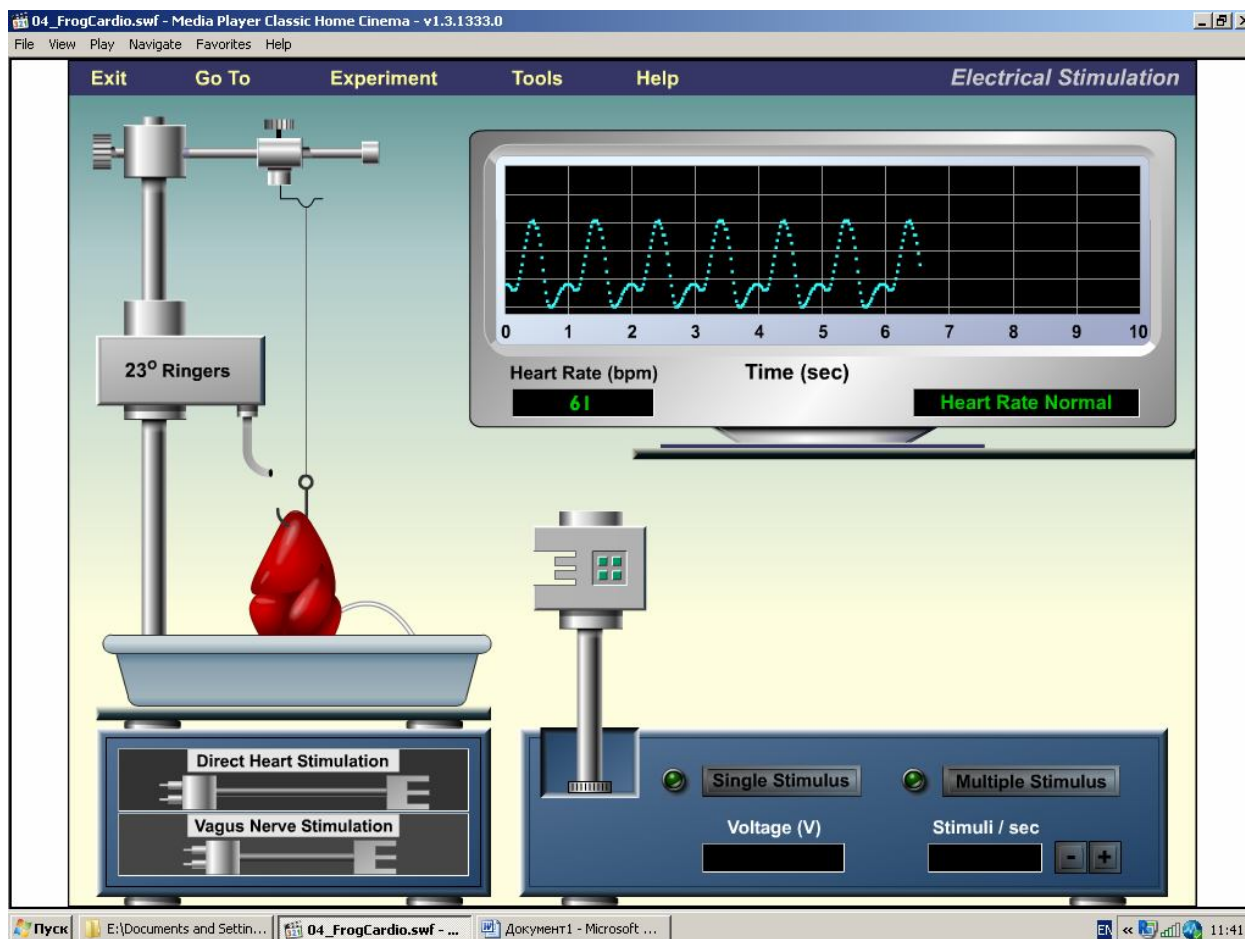 04_FrogCardio.swf - Media Player Classic Home Cinema - v1.3.1333.0
File View Play Navigate Favorites Help
Exit Go To Experiment Tools Help Electrical Stimulation
0 1 2 3 4 5 6 7 8 9 10
Heart Rate (bpm) Time (sec)
61 Heart Rate Normal
23° Ringers
Direct Heart Stimulation
Vagus Nerve Stimulation
Single Stimulus Multiple Stimulus
Voltage (V) Stimuli / sec
- +
Пуск E:\Documents and Settin... 04_FrogCardio.swf - ... Документ1 - Microsoft ... EN « 11:41